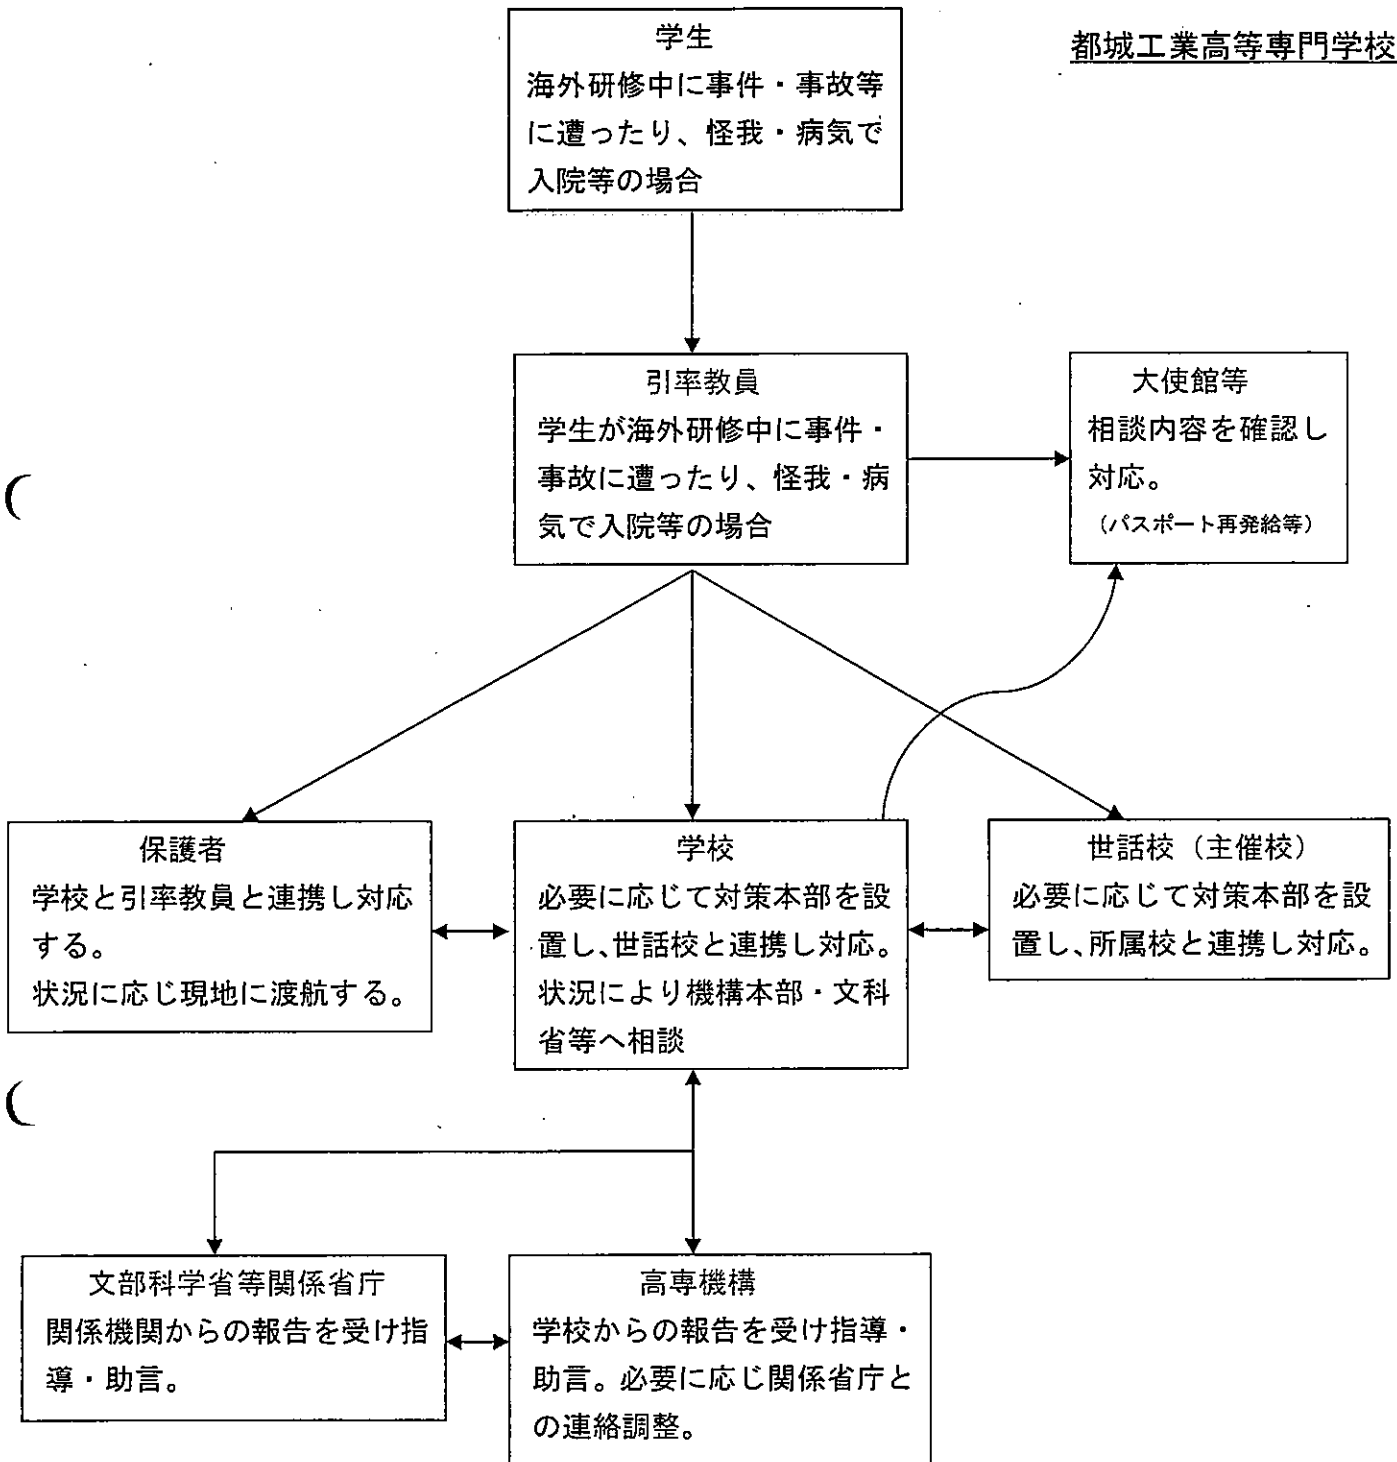 都城工業高等専門学校
学生
海外研修中に事件・事故等
に遭ったり、怪我・病気で
入院等の場合
引率教員
学生が海外研修中に事件・
事故に遭ったり、怪我・病
気で入院等の場合
大使館等
相談内容を確認し
対応。
（パスポート再発給等）
保護者
学校と引率教員と連携し対応
する。
状況に応じ現地に渡航する。
学校
必要に応じて対策本部を設
置し、世話校と連携し対応。
状況により機構本部・文科
省等へ相談
世話校（主催校）
必要に応じて対策本部を設
置し、所属校と連携し対応。
文部科学省等関係省庁
関係機関からの報告を受け指
導・助言。
高専機構
学校からの報告を受け指導・
助言。必要に応じ関係省庁と
の連絡調整。